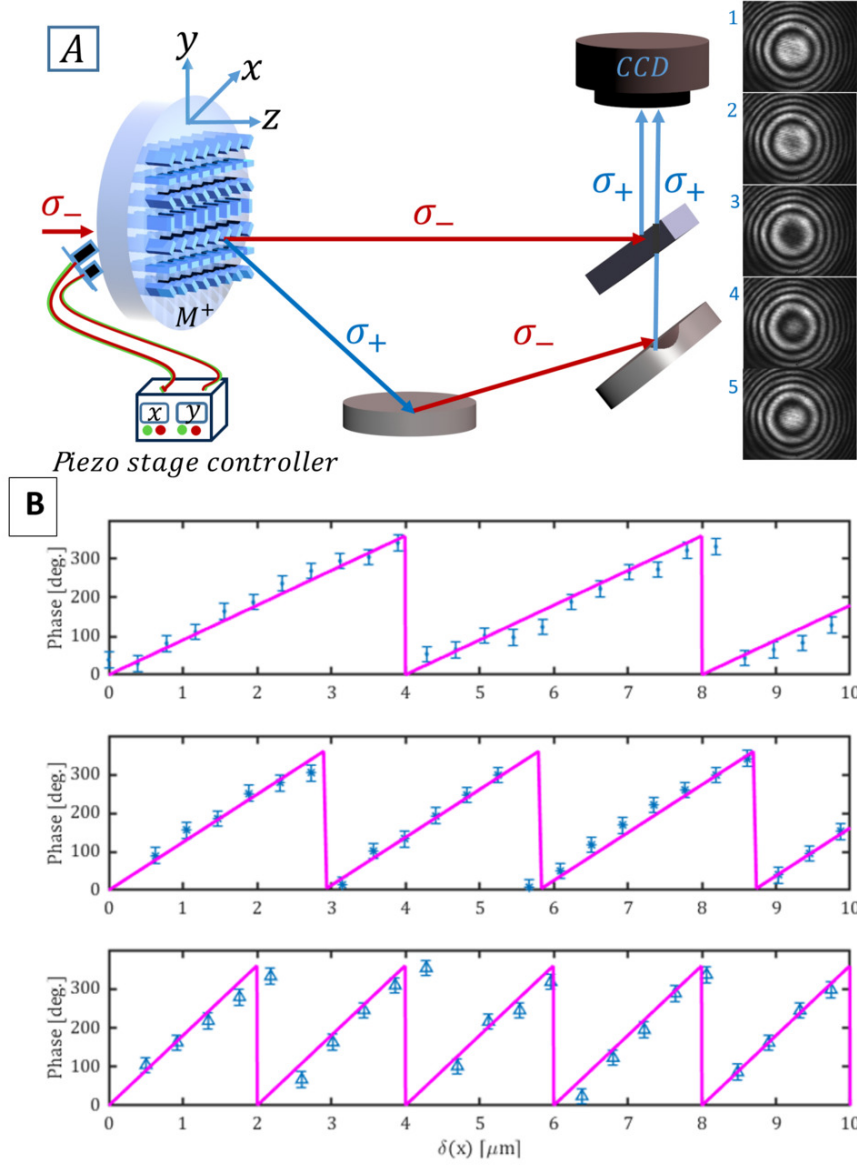 A
y
x
z
CCD
1
2
3
4
5
σ₋
σ₋
σ₊
σ₊
σ₊
σ₋
M⁺
x y
Piezo stage controller
B
Phase [deg.]
300
200
100
0
0 1 2 3 4 5 6 7 8 9 10
Phase [deg.]
300
200
100
0
0 1 2 3 4 5 6 7 8 9 10
Phase [deg.]
300
200
100
0
0 1 2 3 4 5 6 7 8 9 10
δ(x) [μm]